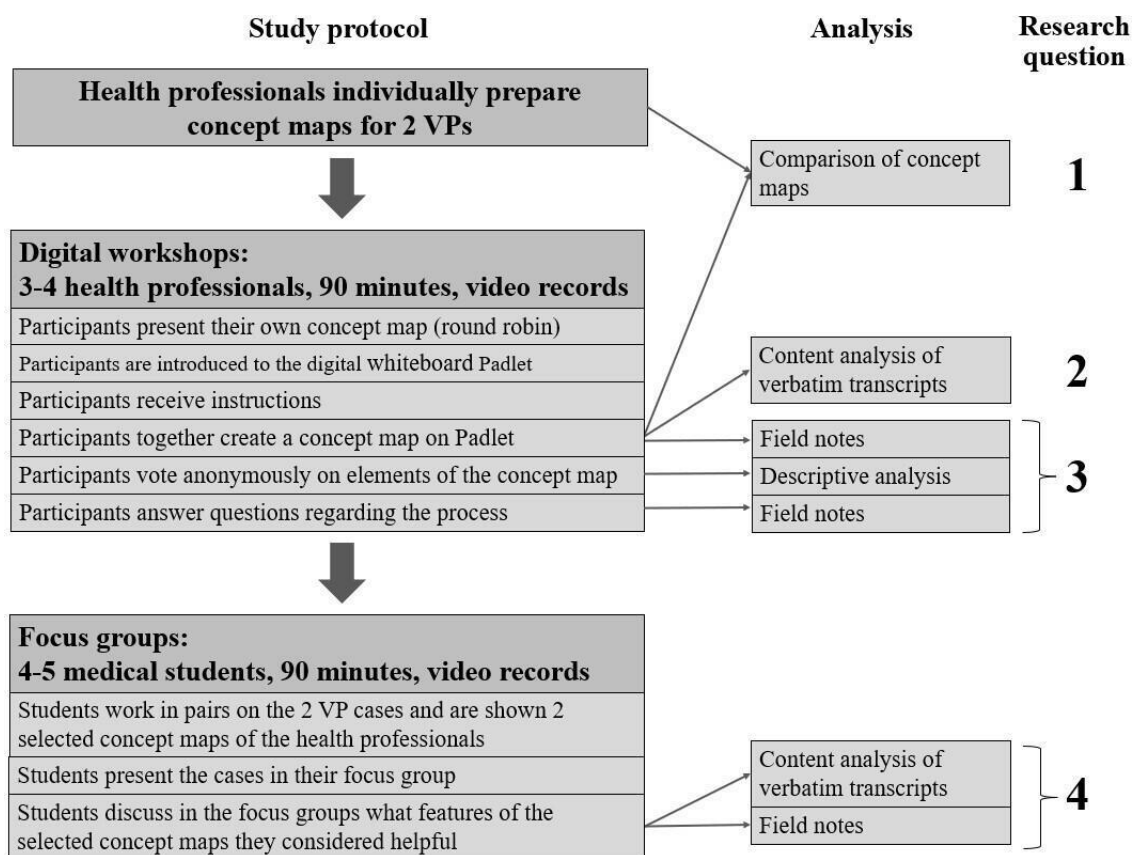 Study protocol
Analysis
Research
question
Health professionals individually prepare
concept maps for 2 VPs
Comparison of concept
maps
1
Digital workshops:
3-4 health professionals, 90 minutes, video records
Participants present their own concept map (round robin)
Participants are introduced to the digital whiteboard Padlet
Participants receive instructions
Participants together create a concept map on Padlet
Participants vote anonymously on elements of the concept map
Participants answer questions regarding the process
Content analysis of
verbatim transcripts
2
Field notes
Descriptive analysis
Field notes
3
Focus groups:
4-5 medical students, 90 minutes, video records
Students work in pairs on the 2 VP cases and are shown 2
selected concept maps of the health professionals
Students present the cases in their focus group
Students discuss in the focus groups what features of the
selected concept maps they considered helpful
Content analysis of
verbatim transcripts
Field notes
4